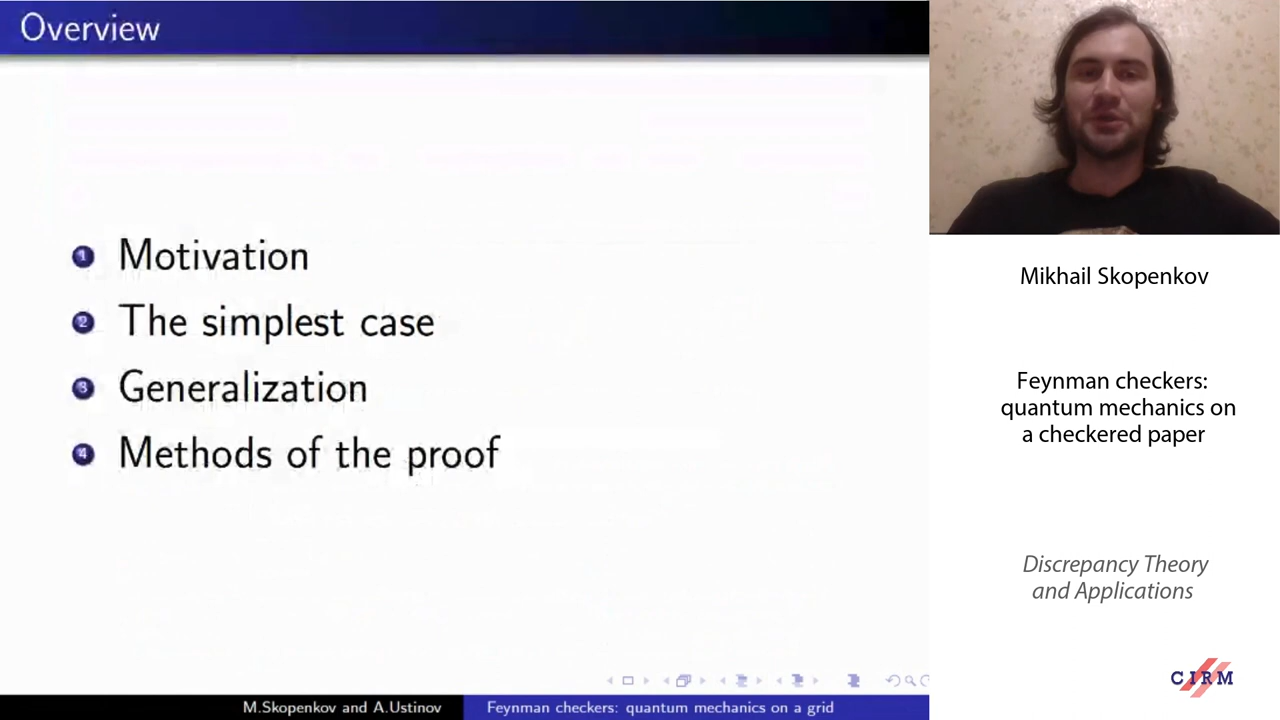 Overview
1 Motivation
2 The simplest case
3 Generalization
4 Methods of the proof
M.Skopenkov and A.Ustinov
Feynman checkers: quantum mechanics on a grid
Mikhail Skopenkov
Feynman checkers:
quantum mechanics on
a checkered paper
Discrepancy Theory
and Applications
CIRM